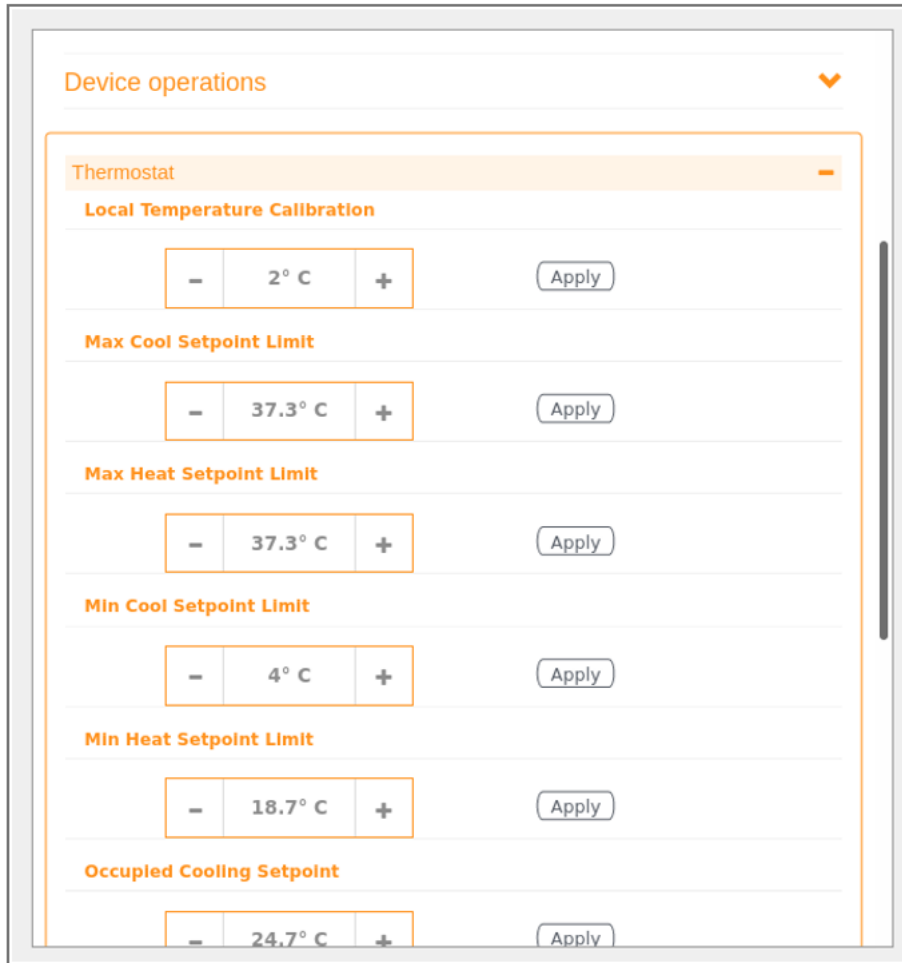 Device operations
Thermostat
Local Temperature Calibration
− 2° C + Apply
Max Cool Setpoint Limit
− 37.3° C + Apply
Max Heat Setpoint Limit
− 37.3° C + Apply
Min Cool Setpoint Limit
− 4° C + Apply
Min Heat Setpoint Limit
− 18.7° C + Apply
Occupied Cooling Setpoint
− 24.7° C + Apply